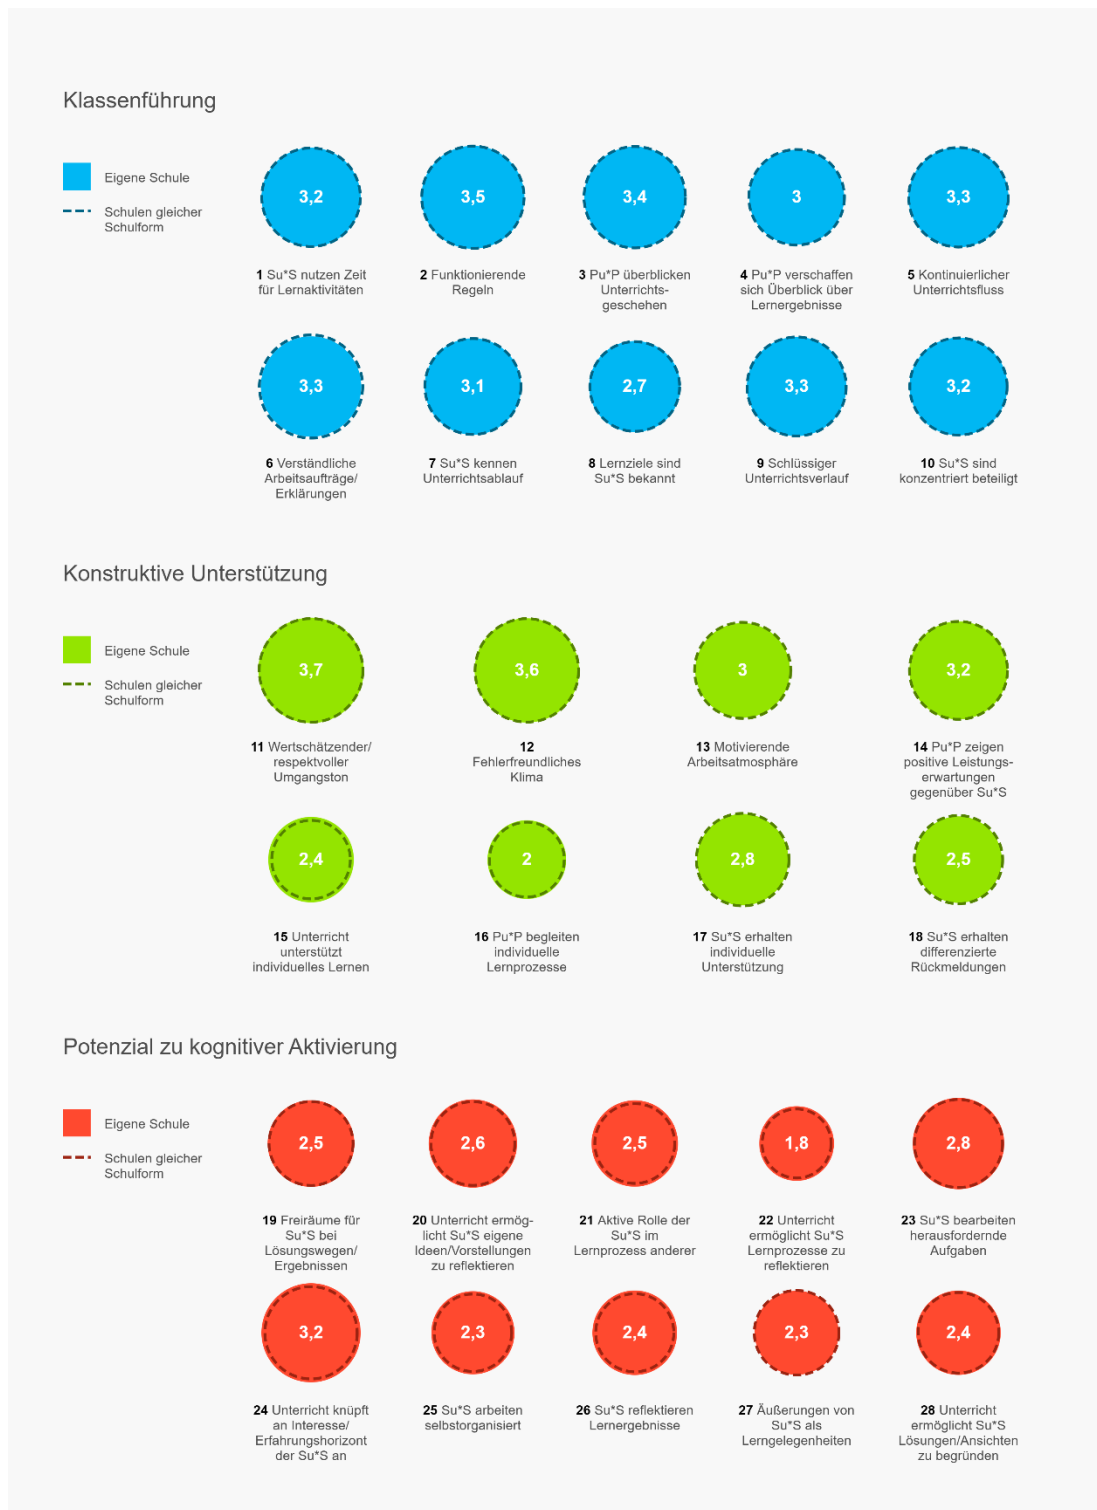 Klassenführung
Eigene Schule
Schulen gleicher
Schulform
3,2
3,5
3,4
3
3,3
1 Su*S nutzen Zeit
für Lernaktivitäten
2 Funktionierende
Regeln
3 Pu*P überblicken
Unterrichts-
geschehen
4 Pu*P verschaffen
sich Überblick über
Lernergebnisse
5 Kontinuierlicher
Unterrichtsfluss
3,3
3,1
2,7
3,3
3,2
6 Verständliche
Arbeitsaufträge/
Erklärungen
7 Su*S kennen
Unterrichtsablauf
8 Lernziele sind
Su*S bekannt
9 Schlüssiger
Unterrichtsverlauf
10 Su*S sind
konzentriert beteiligt
Konstruktive Unterstützung
Eigene Schule
Schulen gleicher
Schulform
3,7
3,6
3
3,2
11 Wertschätzender/
respektvoller
Umgangston
12
Fehlerfreundliches
Klima
13 Motivierende
Arbeitsatmosphäre
14 Pu*P zeigen
positive Leistungs-
erwartungen
gegenüber Su*S
2,4
2
2,8
2,5
15 Unterricht
unterstützt
individuelles Lernen
16 Pu*P begleiten
individuelle
Lernprozesse
17 Su*S erhalten
individuelle
Unterstützung
18 Su*S erhalten
differenzierte
Rückmeldungen
Potenzial zu kognitiver Aktivierung
Eigene Schule
Schulen gleicher
Schulform
2,5
2,6
2,5
1,8
2,8
19 Freiräume für
Su*S bei
Lösungswegen/
Ergebnissen
20 Unterricht ermög-
licht Su*S eigene
Ideen/Vorstellungen
zu reflektieren
21 Aktive Rolle der
Su*S im
Lernprozess anderer
22 Unterricht
ermöglicht Su*S
Lernprozesse zu
reflektieren
23 Su*S bearbeiten
herausfordernde
Aufgaben
3,2
2,3
2,4
2,3
2,4
24 Unterricht knüpft
an Interesse/
Erfahrungshorizont
der Su*S an
25 Su*S arbeiten
selbstorganisiert
26 Su*S reflektieren
Lernergebnisse
27 Äußerungen von
Su*S als
Lerngelegenheiten
28 Unterricht
ermöglicht Su*S
Lösungen/Ansichten
zu begründen